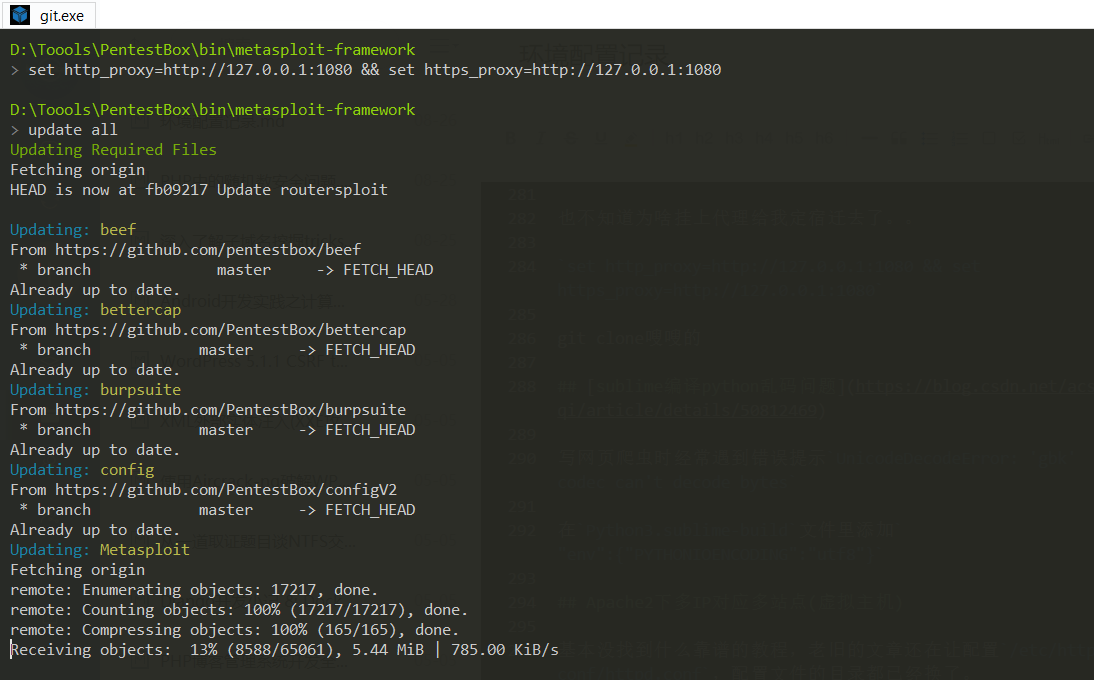 git.exe
D:\Toools\PentestBox\bin\metasploit-framework
> set http_proxy=http://127.0.0.1:1080 && set https_proxy=http://127.0.0.1:1080
D:\Toools\PentestBox\bin\metasploit-framework
> update all
Updating Required Files
Fetching origin
HEAD is now at fb09217 Update routersploit
Updating: beef
From https://github.com/pentestbox/beef
 * branch              master     -> FETCH_HEAD
Already up to date.
Updating: bettercap
From https://github.com/PentestBox/bettercap
 * branch            master     -> FETCH_HEAD
Already up to date.
Updating: burpsuite
From https://github.com/PentestBox/burpsuite
 * branch            master     -> FETCH_HEAD
Already up to date.
Updating: config
From https://github.com/PentestBox/configV2
 * branch            master     -> FETCH_HEAD
Already up to date.
Updating: Metasploit
Fetching origin
remote: Enumerating objects: 17217, done.
remote: Counting objects: 100% (17217/17217), done.
remote: Compressing objects: 100% (165/165), done.
Receiving objects:  13% (8588/65061), 5.44 MiB | 785.00 KiB/s